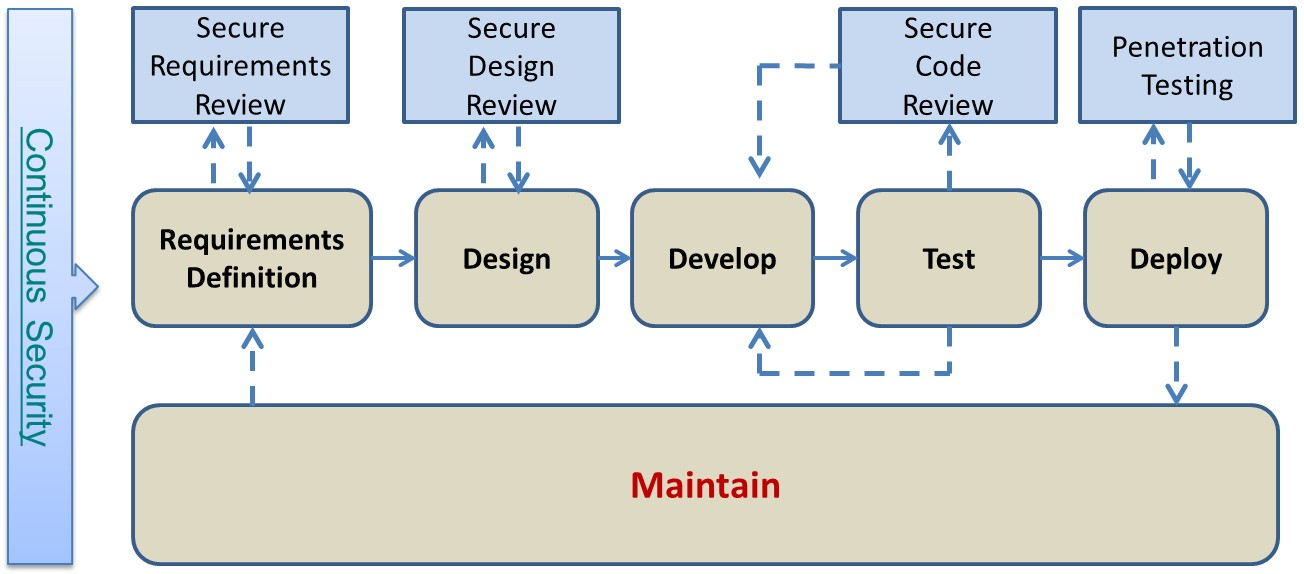 Continuous Security
Secure
Requirements
Review
Secure
Design
Review
Secure
Code
Review
Penetration
Testing
Requirements
Definition
Design
Develop
Test
Deploy
Maintain